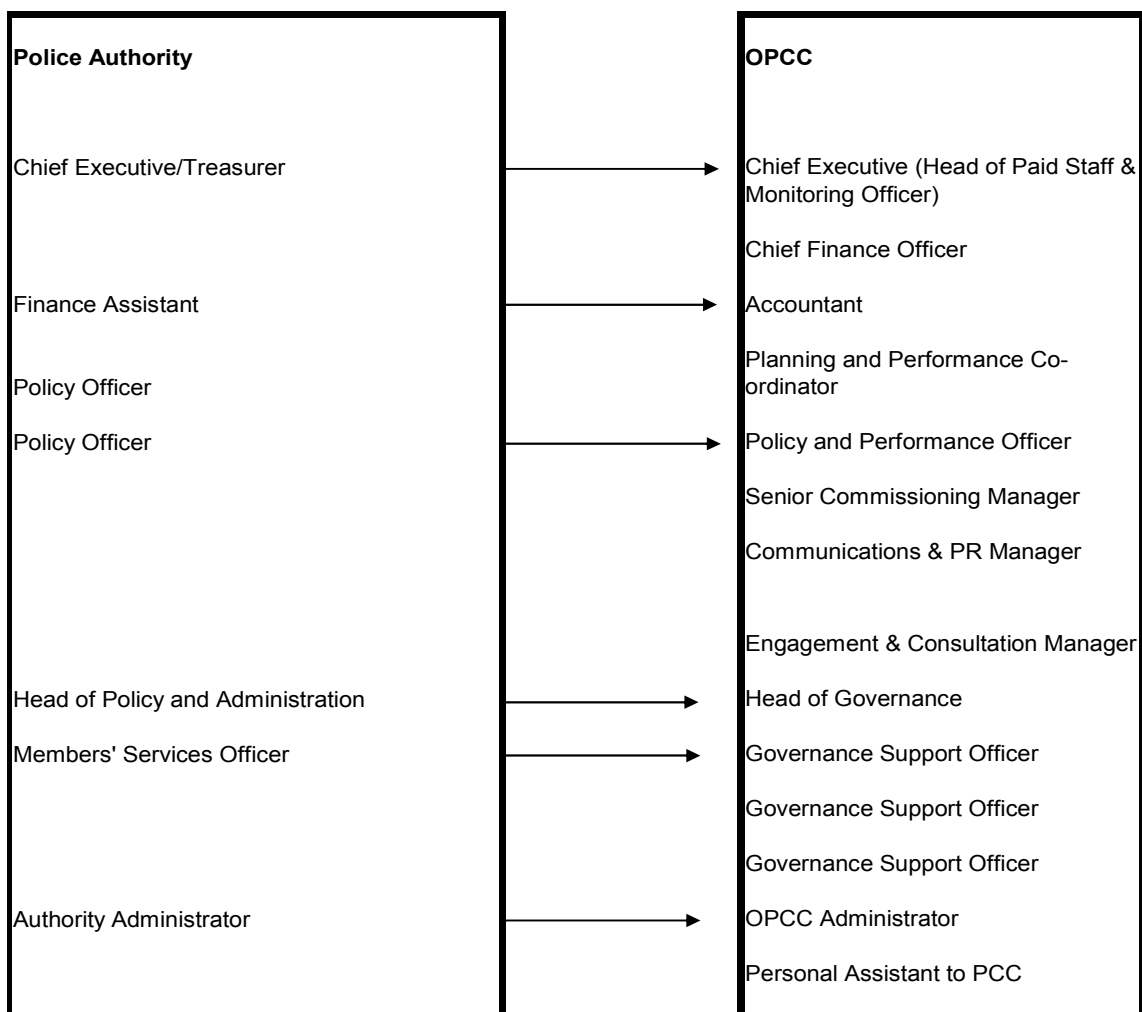 Police Authority
OPCC
Chief Executive/Treasurer
Chief Executive (Head of Paid Staff &
Monitoring Officer)
Chief Finance Officer
Finance Assistant
Accountant
Policy Officer
Planning and Performance Co-
ordinator
Policy Officer
Policy and Performance Officer
Senior Commissioning Manager
Communications & PR Manager
Engagement & Consultation Manager
Head of Policy and Administration
Head of Governance
Members' Services Officer
Governance Support Officer
Governance Support Officer
Governance Support Officer
Authority Administrator
OPCC Administrator
Personal Assistant to PCC